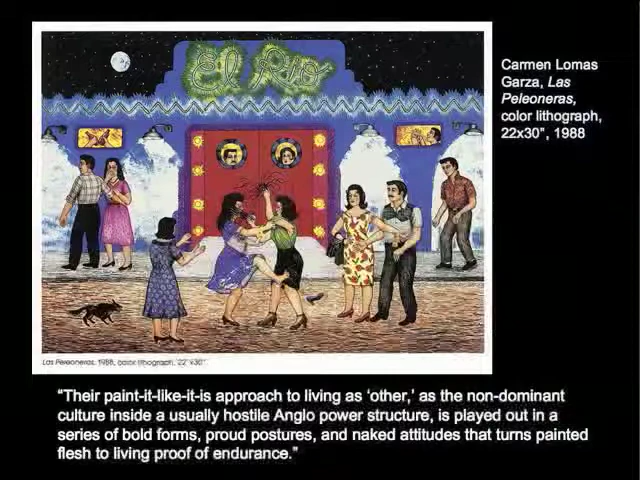 El Rio
Carmen Lomas
Garza, Las
Peleoneras,
color lithograph,
22x30”, 1988
Las Peleoneras, 1988, color lithograph, 22"x30"
“Their paint-it-like-it-is approach to living as ‘other,’ as the non-dominant
culture inside a usually hostile Anglo power structure, is played out in a
series of bold forms, proud postures, and naked attitudes that turns painted
flesh to living proof of endurance.”